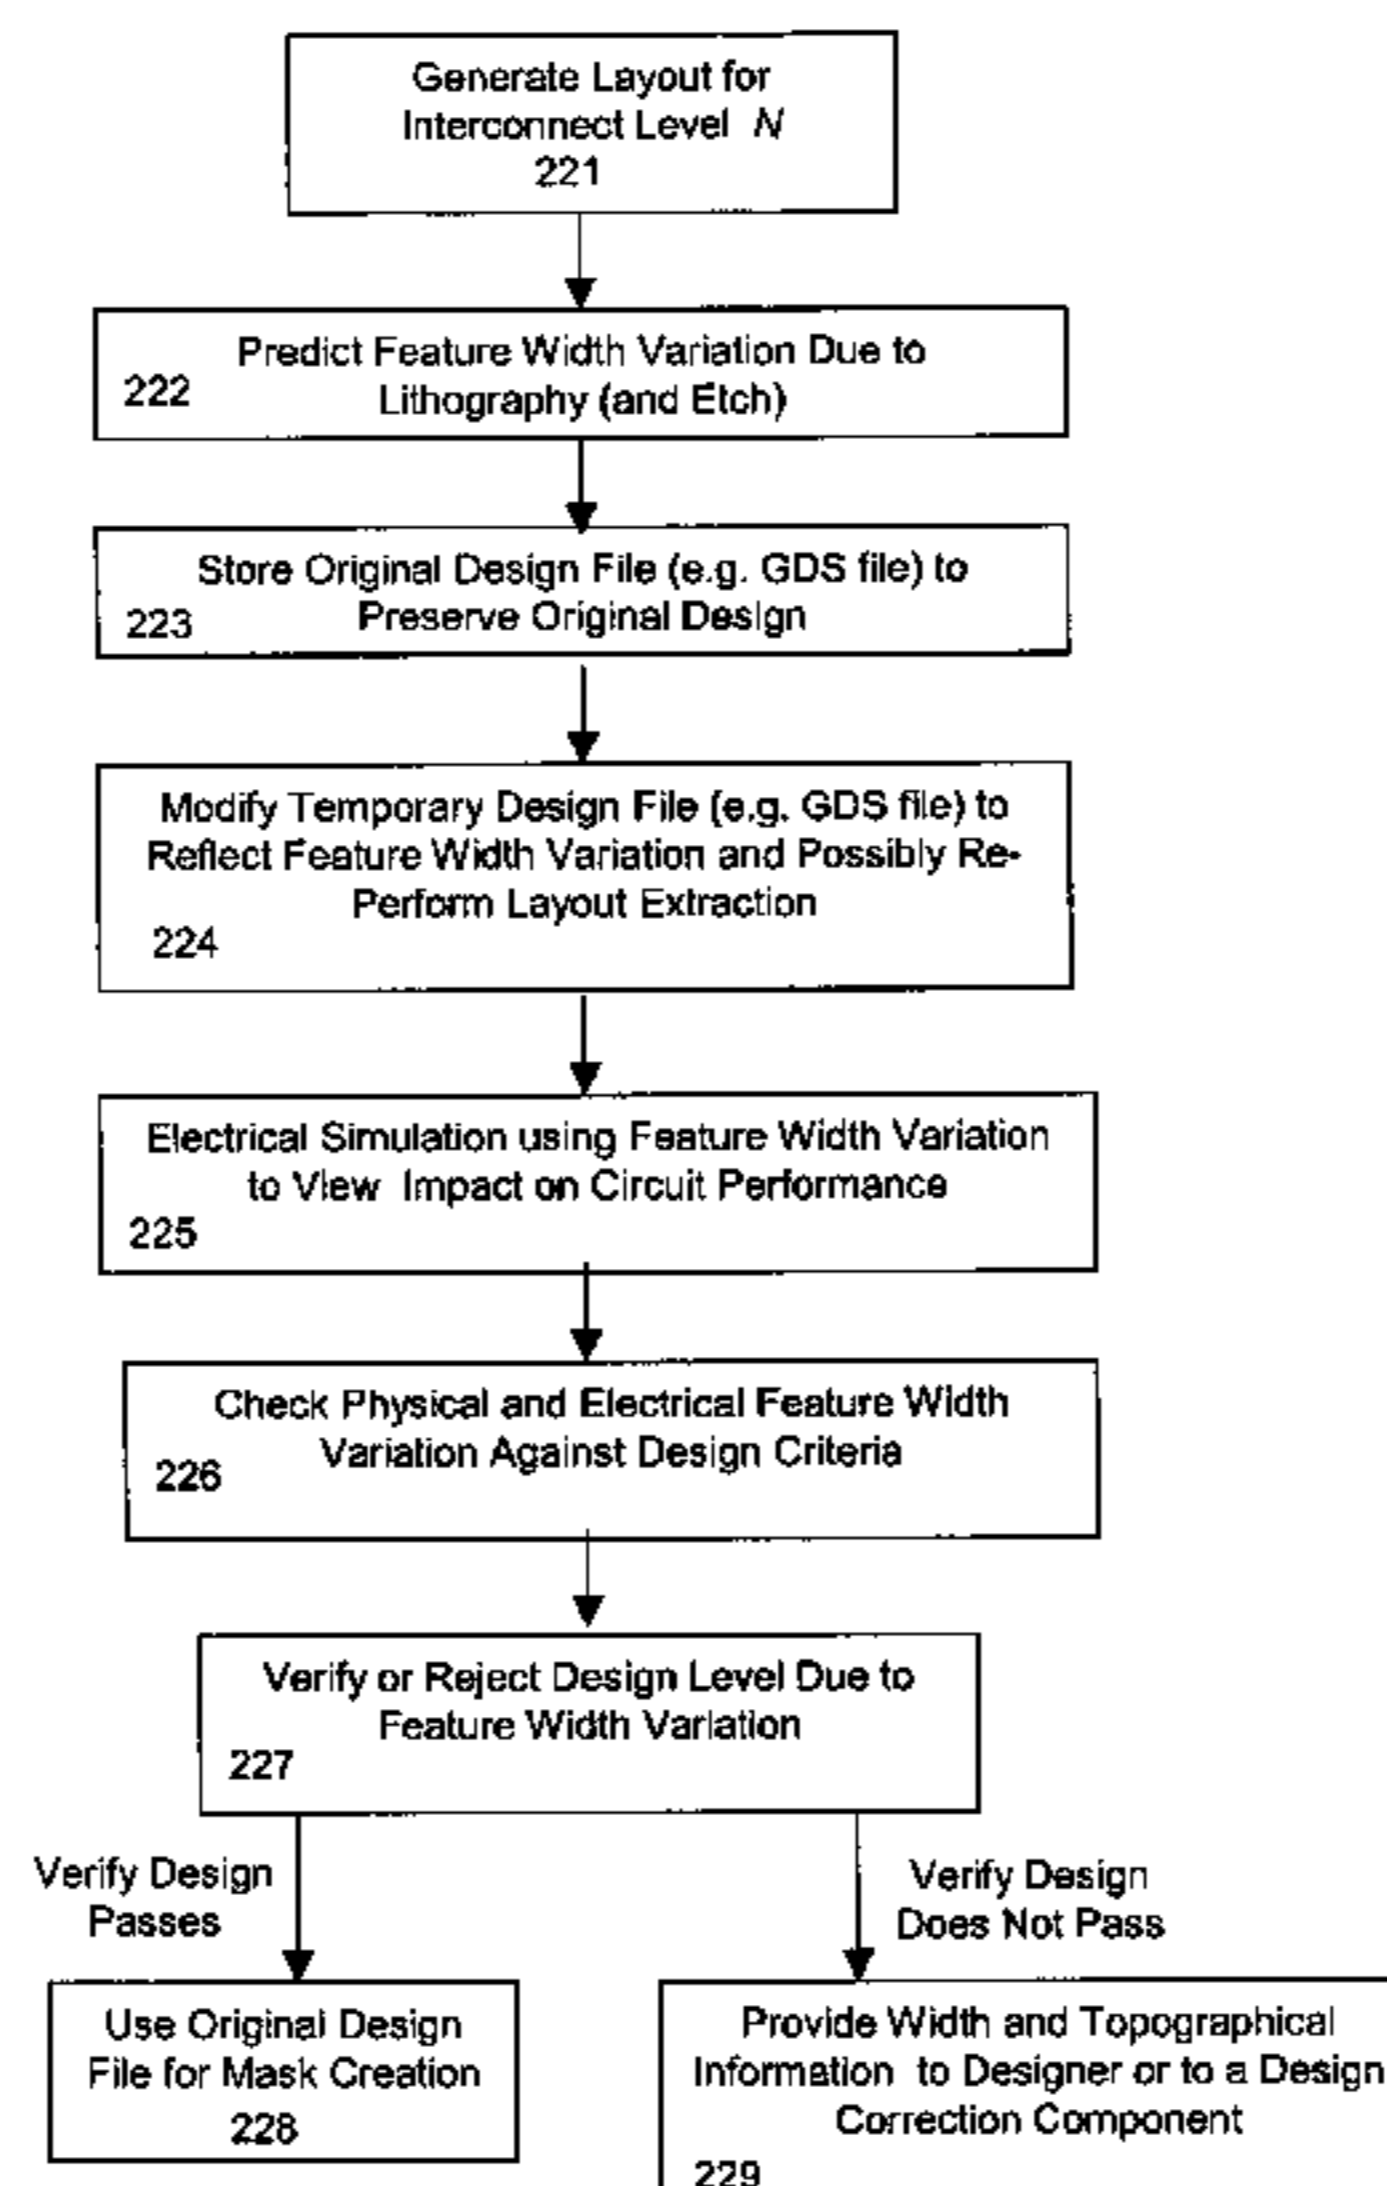 Generate Layout for
Interconnect Level N
221
Predict Feature Width Variation Due to
222
Lithography (and Etch)
Store Original Design File (e.g. GDS file) to
223
Preserve Original Design
Modify Temporary Design File (e.g. GDS file) to
Reflect Feature Width Variation and Possibly Re-
Perform Layout Extraction
224
Electrical Simulation using Feature Width Variation
to View Impact on Circuit Performance
225
Check Physical and Electrical Feature Width
Variation Against Design Criteria
226
Verify or Reject Design Level Due to
Feature Width Variation
227
Verify Design
Passes
Verify Design
Does Not Pass
Use Original Design
File for Mask Creation
228
Provide Width and Topographical
Information to Designer or to a Design
Correction Component
229